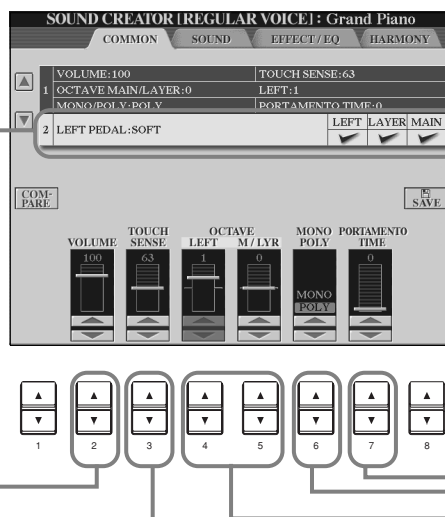 SOUND CREATOR [REGULAR VOICE] : Grand Piano
COMMON SOUND EFFECT / EQ HARMONY
1
VOLUME:100 TOUCH SENSE:63
OCTAVE MAIN/LAYER:0 LEFT:1
MONO/POLY:POLY PORTAMENTO TIME:0
2 LEFT PEDAL:SOFT LEFT LAYER MAIN
COM-
PARE
SAVE
VOLUME TOUCH SENSE OCTAVE LEFT M / LYR MONO POLY PORTAMENTO TIME
100 63 1 0 0
MONO
POLY
1 2 3 4 5 6 7 8